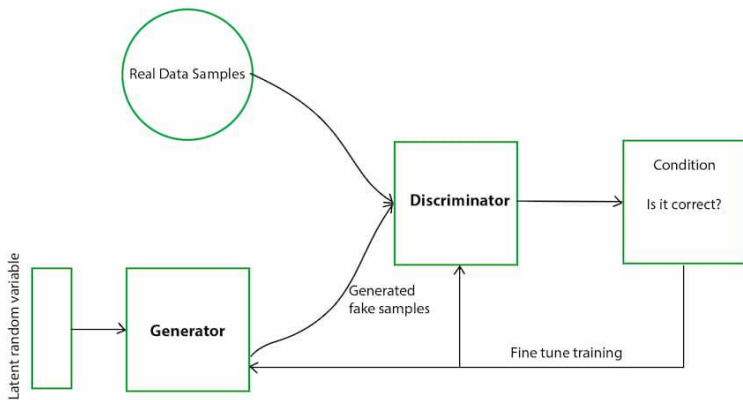 Real Data Samples
Discriminator
Condition
Is it correct?
Latent random variable
Generator
Generated
fake samples
Fine tune training